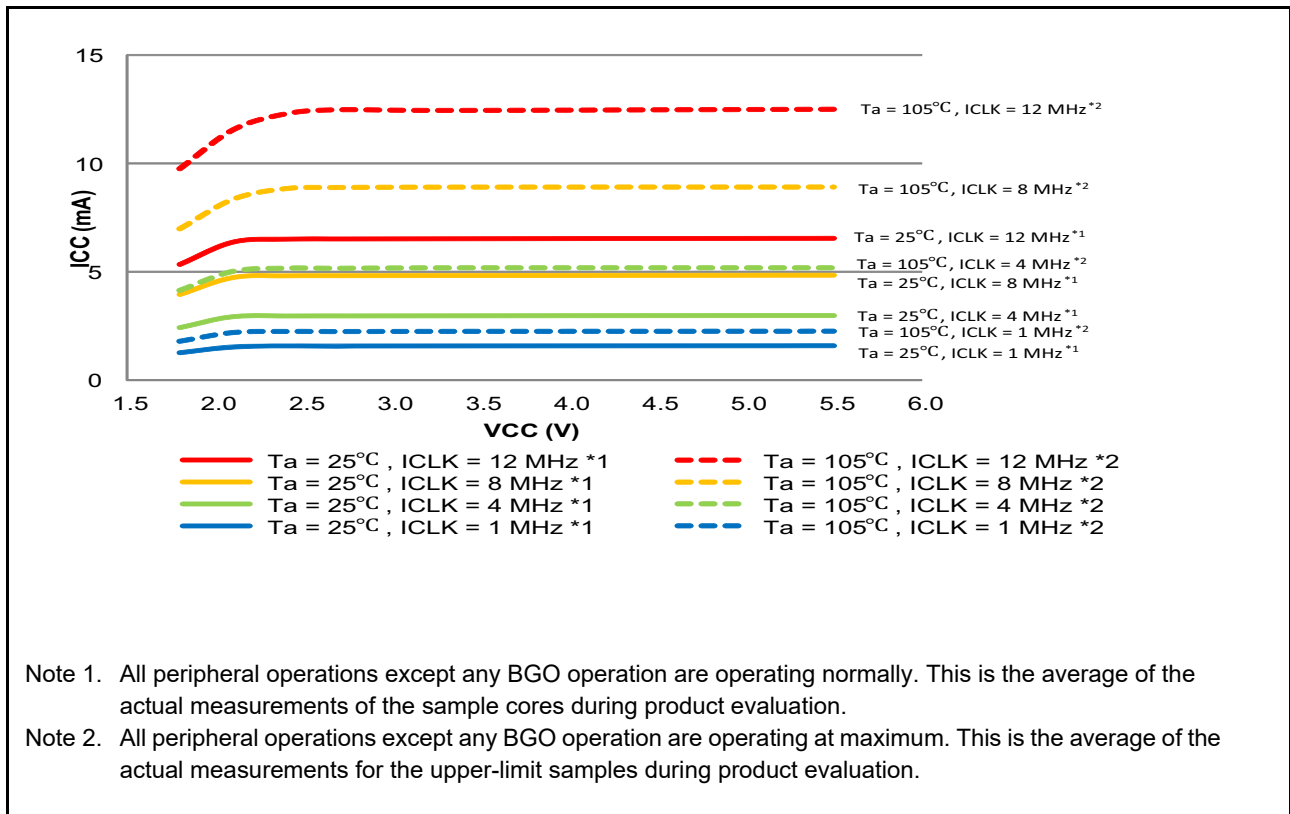 15
Ta = 105℃ , ICLK = 12 MHz *2
10
Ta = 105℃ , ICLK = 8 MHz *2
ICC (mA)
Ta = 25℃ , ICLK = 12 MHz *1
Ta = 105℃ , ICLK = 4 MHz *2
5
Ta = 25℃ , ICLK = 8 MHz *1
Ta = 25℃ , ICLK = 4 MHz *1
Ta = 105℃ , ICLK = 1 MHz *2
Ta = 25℃ , ICLK = 1 MHz *1
0
1.5 2.0 2.5 3.0 3.5 4.0 4.5 5.0 5.5 6.0
VCC (V)
Ta = 25℃ , ICLK = 12 MHz *1 Ta = 105℃ , ICLK = 12 MHz *2
Ta = 25℃ , ICLK = 8 MHz *1 Ta = 105℃ , ICLK = 8 MHz *2
Ta = 25℃ , ICLK = 4 MHz *1 Ta = 105℃ , ICLK = 4 MHz *2
Ta = 25℃ , ICLK = 1 MHz *1 Ta = 105℃ , ICLK = 1 MHz *2
Note 1. All peripheral operations except any BGO operation are operating normally. This is the average of the
actual measurements of the sample cores during product evaluation.
Note 2. All peripheral operations except any BGO operation are operating at maximum. This is the average of the
actual measurements for the upper-limit samples during product evaluation.